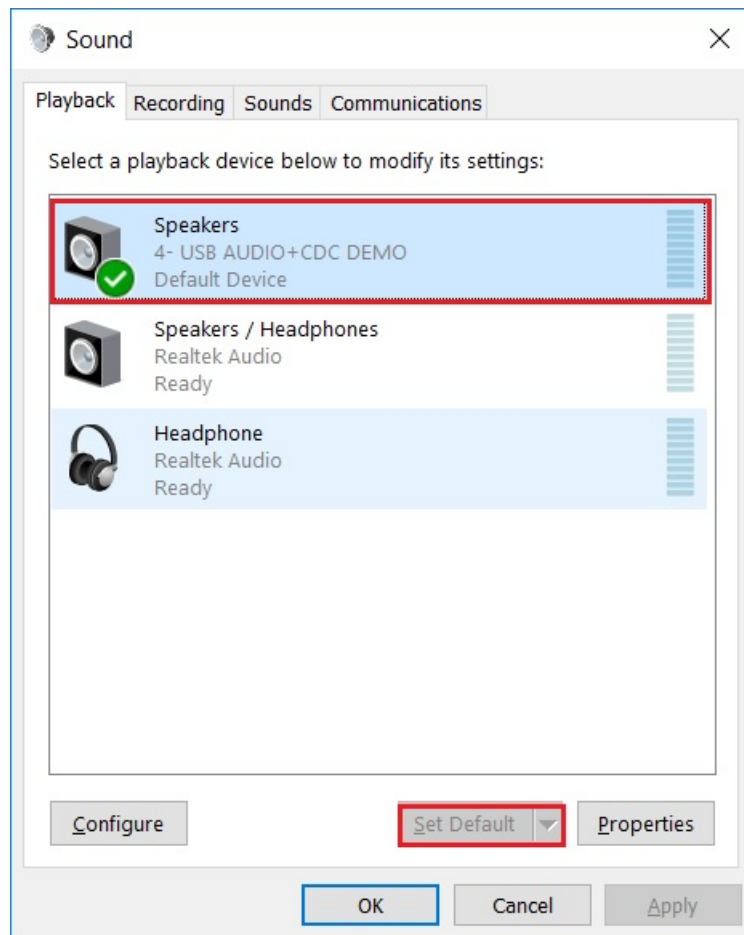 Sound
Playback Recording Sounds Communications
Select a playback device below to modify its settings:
Speakers
4- USB AUDIO+CDC DEMO
Default Device
Speakers / Headphones
Realtek Audio
Ready
Headphone
Realtek Audio
Ready
Configure Set Default Properties
OK Cancel Apply